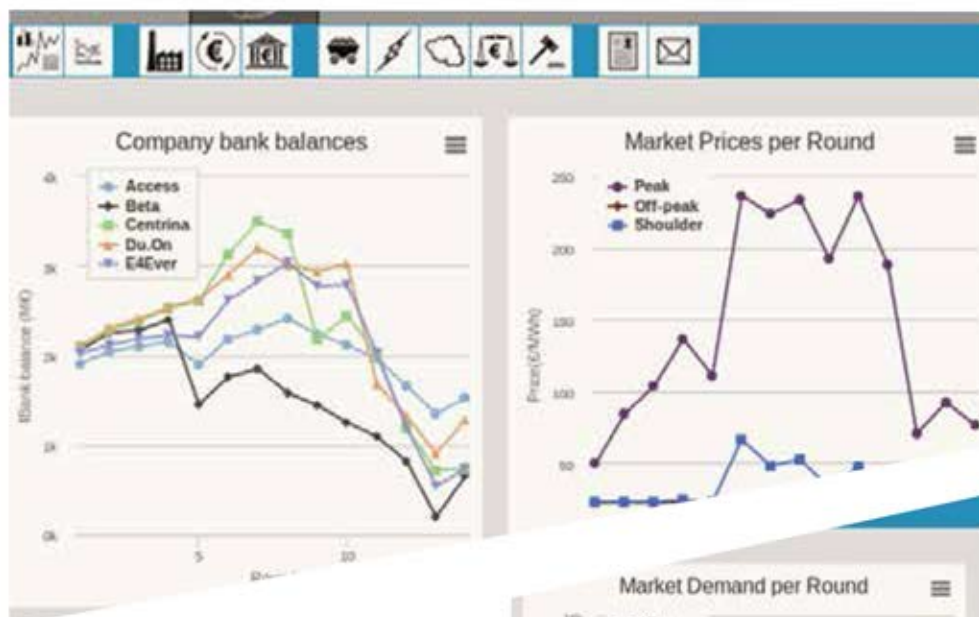 Company bank balances
4k
Access
Beta
Centrina
Du.On
E4Ever
3k
2k
1k
0k
Bank balance (M€)
5
10
Market Prices per Round
250
Peak
Off-peak
Shoulder
200
150
100
50
Price(€/MWh)
Market Demand per Round